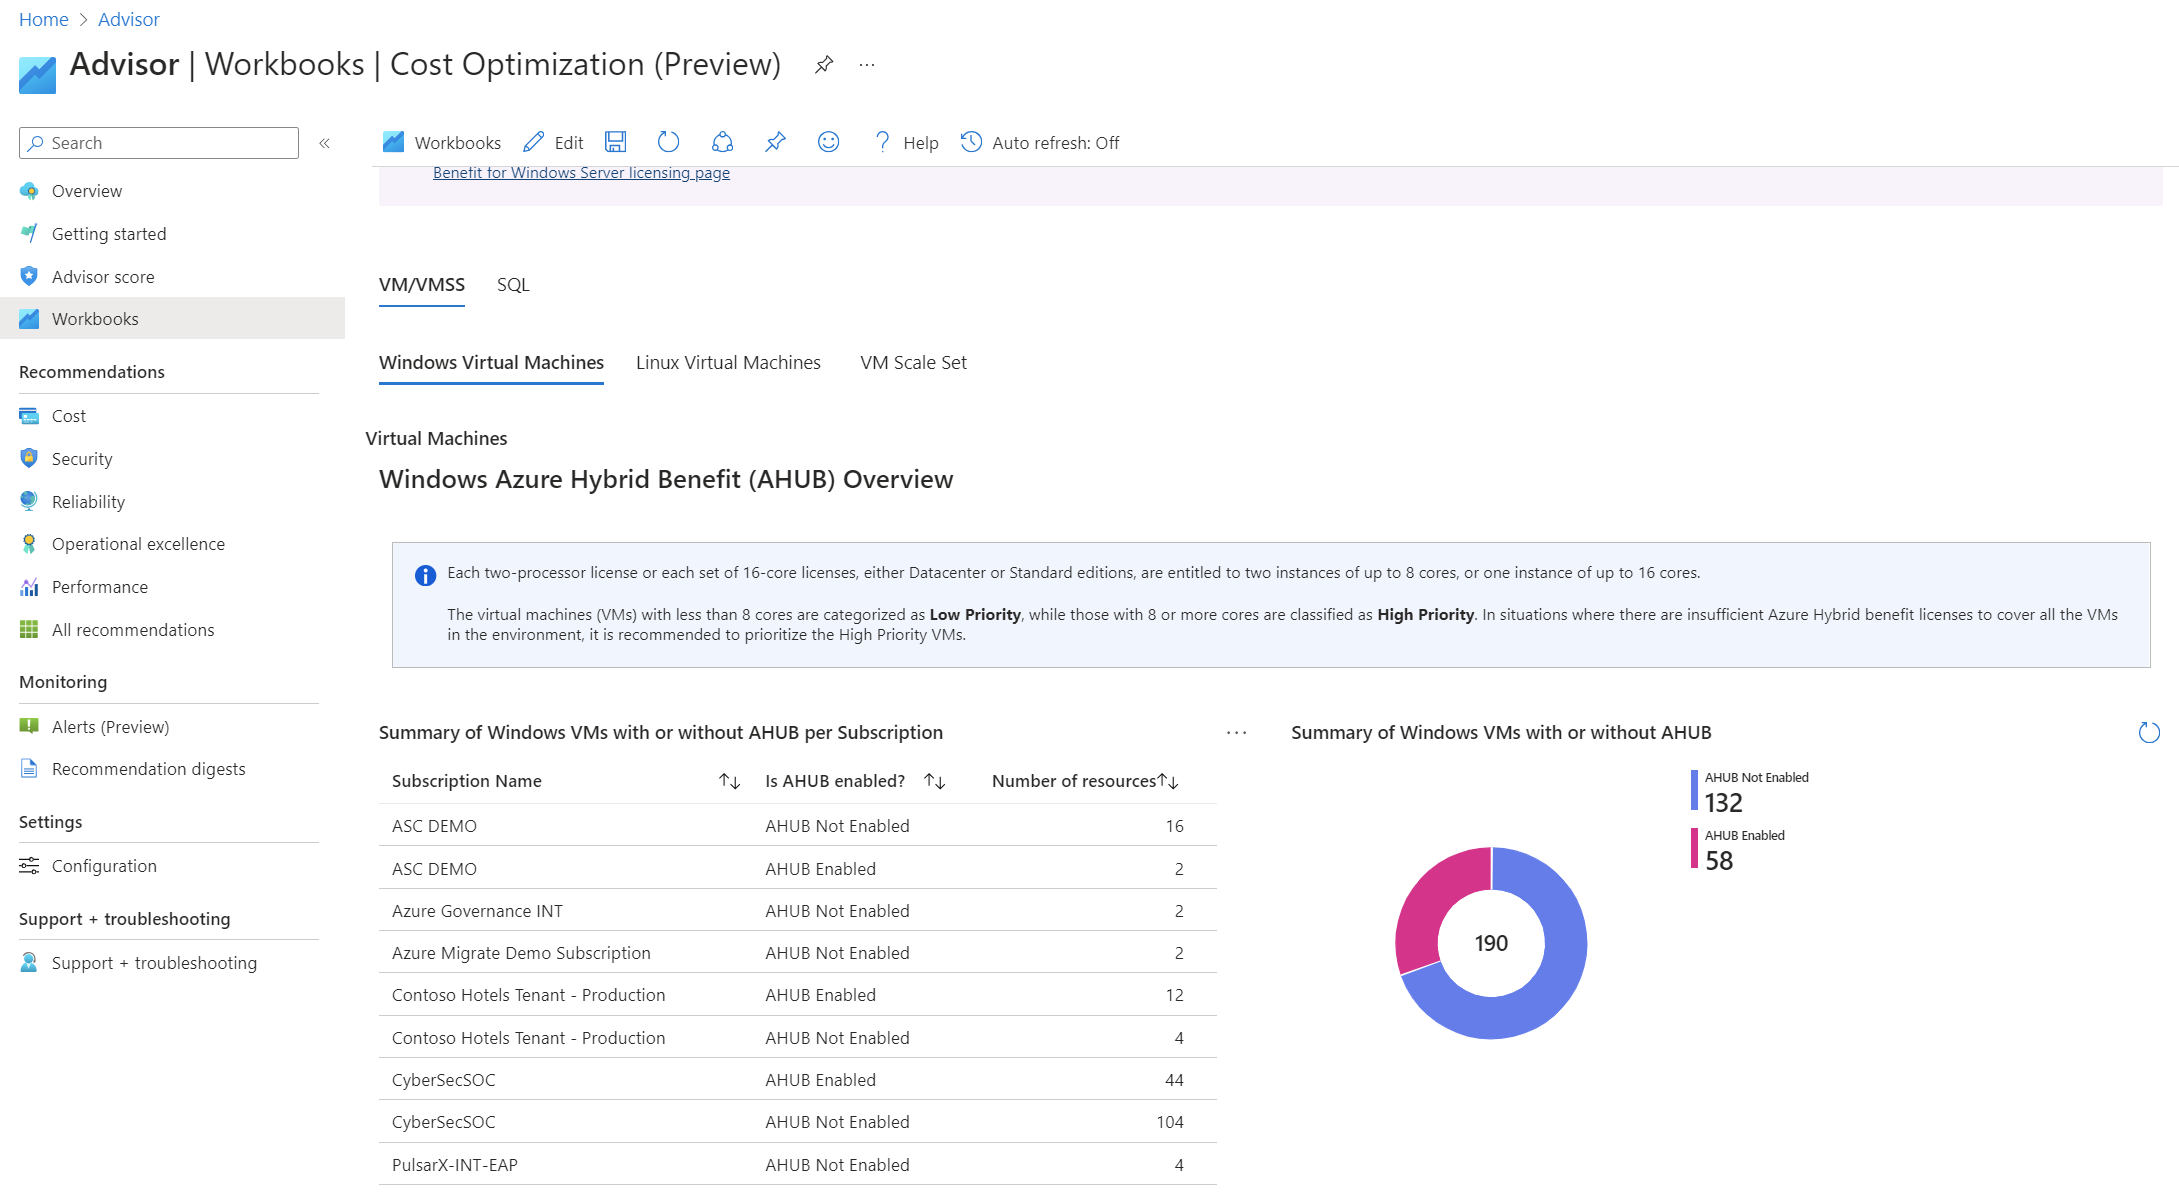 Home > Advisor
Advisor | Workbooks | Cost Optimization (Preview) ...
Search «
Overview
Getting started
Advisor score
Workbooks
Recommendations
Cost
Security
Reliability
Operational excellence
Performance
All recommendations
Monitoring
Alerts (Preview)
Recommendation digests
Settings
Configuration
Support + troubleshooting
Support + troubleshooting
Workbooks Edit Help Auto refresh: Off
Benefit for Windows Server licensing page
VM/VMSS SQL
Windows Virtual Machines Linux Virtual Machines VM Scale Set
Virtual Machines
Windows Azure Hybrid Benefit (AHUB) Overview
Each two-processor license or each set of 16-core licenses, either Datacenter or Standard editions, are entitled to two instances of up to 8 cores, or one instance of up to 16 cores.
The virtual machines (VMs) with less than 8 cores are categorized as Low Priority, while those with 8 or more cores are classified as High Priority. In situations where there are insufficient Azure Hybrid benefit licenses to cover all the VMs
in the environment, it is recommended to prioritize the High Priority VMs.
Summary of Windows VMs with or without AHUB per Subscription ...
Subscription Name ↑↓ Is AHUB enabled? ↑↓ Number of resources↑↓
ASC DEMO AHUB Not Enabled 16
ASC DEMO AHUB Enabled 2
Azure Governance INT AHUB Not Enabled 2
Azure Migrate Demo Subscription AHUB Not Enabled 2
Contoso Hotels Tenant - Production AHUB Enabled 12
Contoso Hotels Tenant - Production AHUB Not Enabled 4
CyberSecSOC AHUB Enabled 44
CyberSecSOC AHUB Not Enabled 104
PulsarX-INT-EAP AHUB Not Enabled 4
Summary of Windows VMs with or without AHUB
AHUB Not Enabled
132
AHUB Enabled
58
190